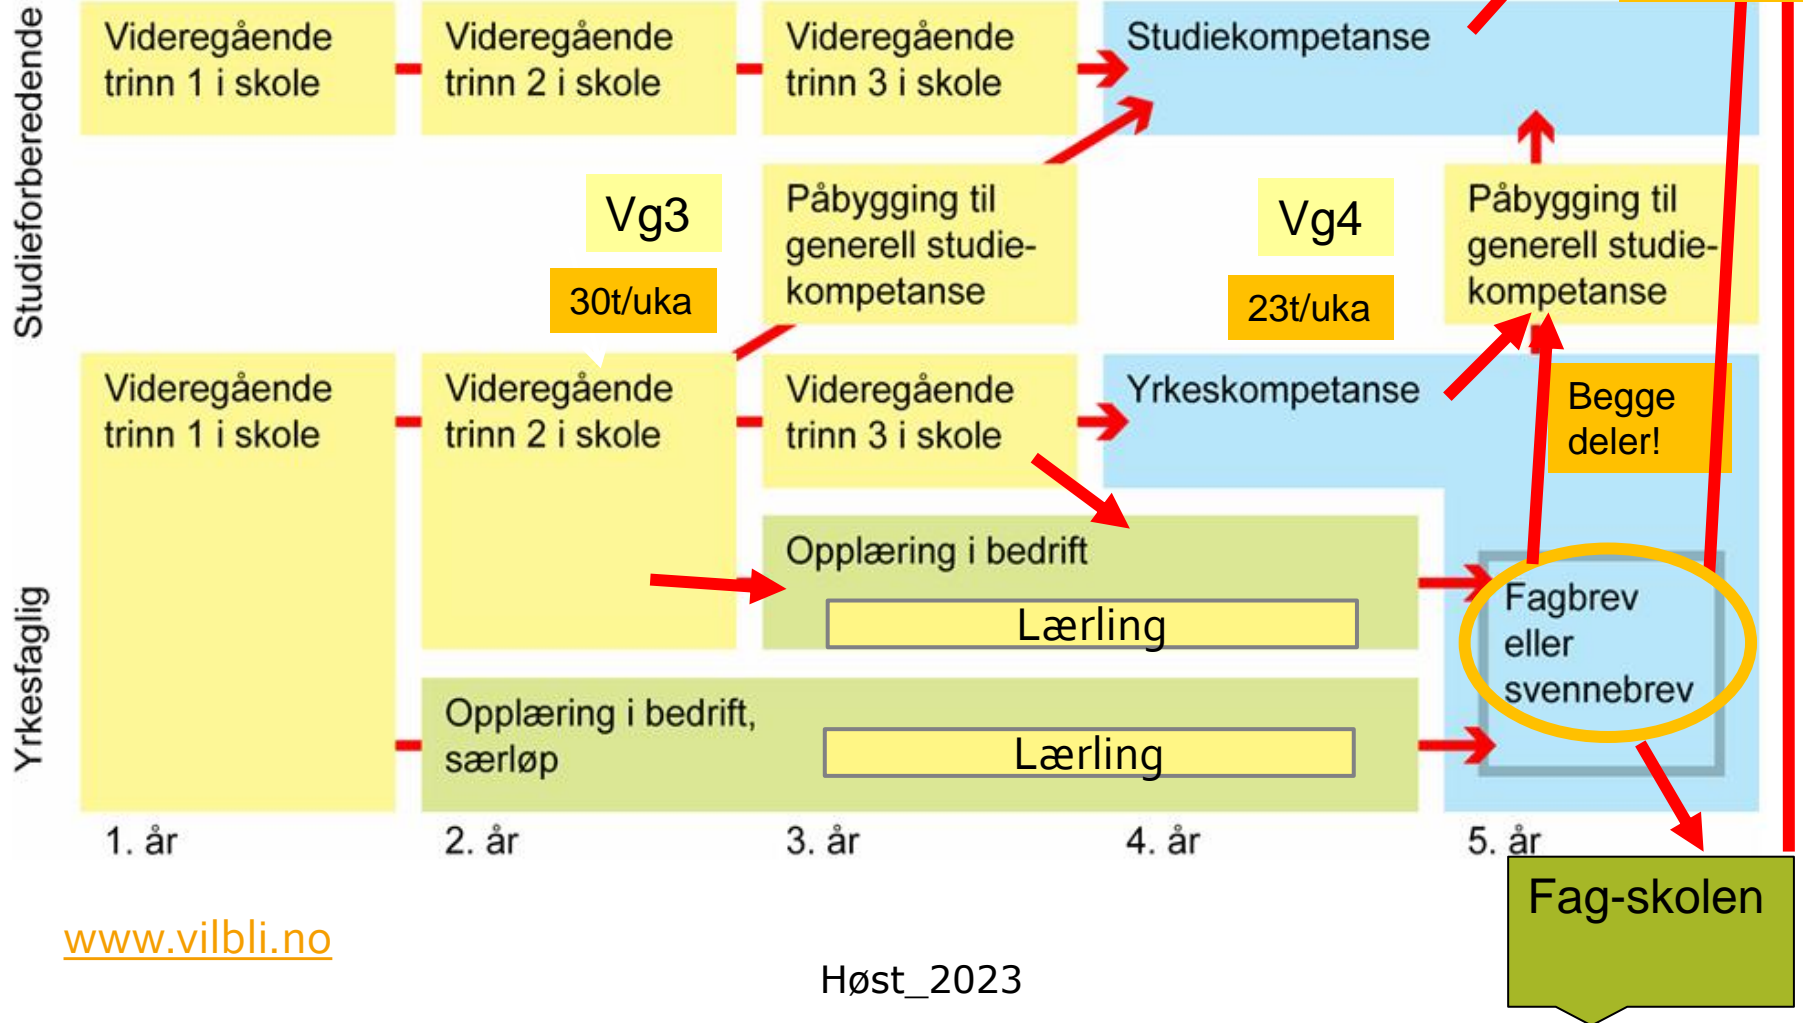 Studieforberedende
Videregående
trinn 1 i skole
Videregående
trinn 2 i skole
Videregående
trinn 3 i skole
Studiekompetanse
Vg3
30t/uka
Påbygging til
generell studie-
kompetanse
Vg4
23t/uka
Påbygging til
generell studie-
kompetanse
Yrkesfaglig
Videregående
trinn 1 i skole
Videregående
trinn 2 i skole
Videregående
trinn 3 i skole
Yrkeskompetanse
Begge
deler!
Opplæring i bedrift
Lærling
Fagbrev
eller
svennebrev
Opplæring i bedrift,
særløp
Lærling
1. år
2. år
3. år
4. år
5. år
Fag-skolen
www.vilbli.no
Høst_2023